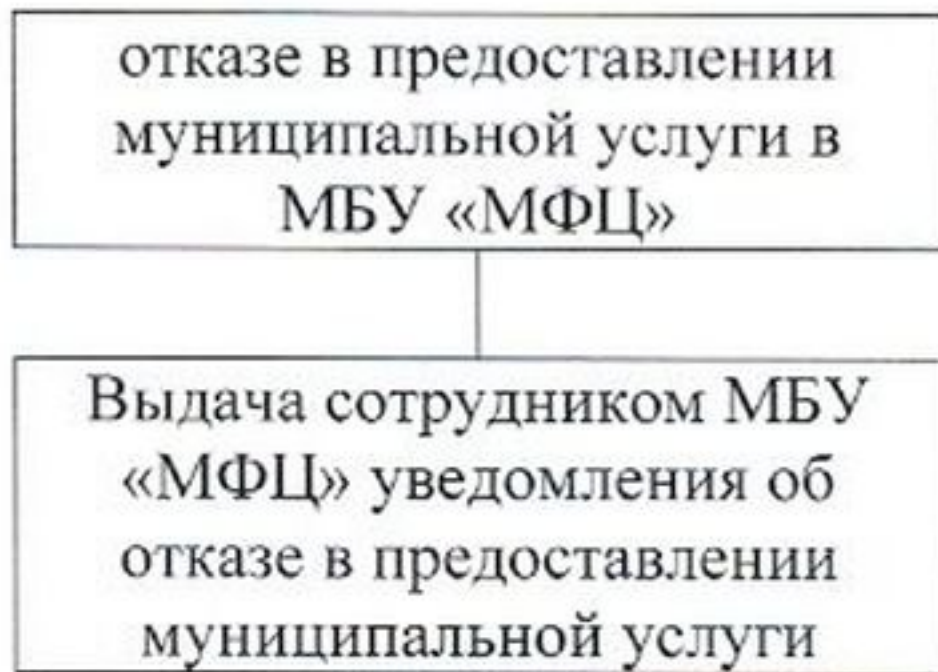 отказе в предоставлении
муниципальной услуги в
МБУ «МФЦ»
Выдача сотрудником МБУ
«МФЦ» уведомления об
отказе в предоставлении
муниципальной услуги